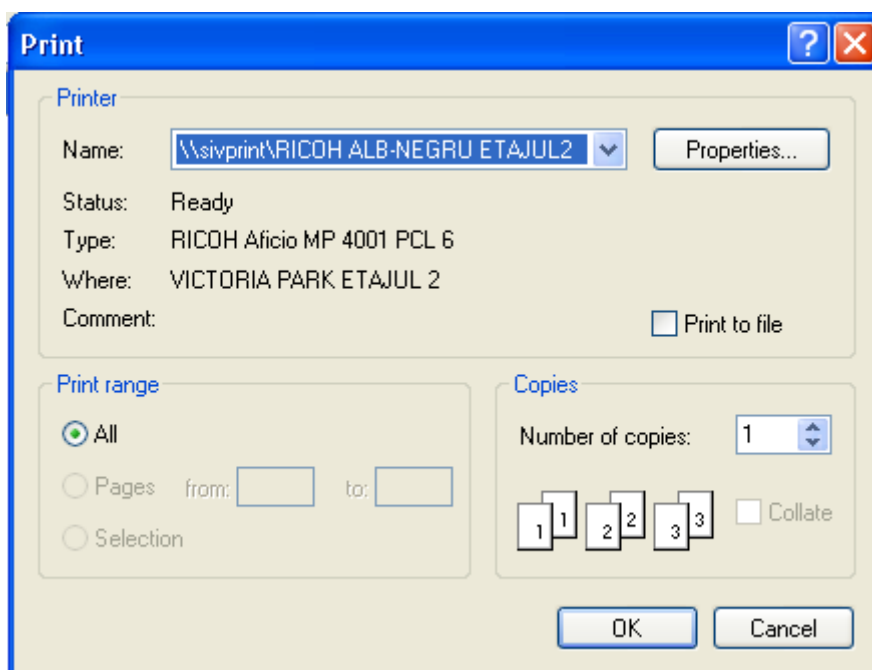 Print
Printer
Name: \\sivprint\RICOH ALB-NEGRU ETAJUL2 Properties...
Status: Ready
Type: RICOH Aficio MP 4001 PCL 6
Where: VICTORIA PARK ETAJUL 2
Comment:
Print to file
Print range
All
Pages from: to:
Selection
Copies
Number of copies: 1
1 1 2 2 3 3
Collate
OK Cancel